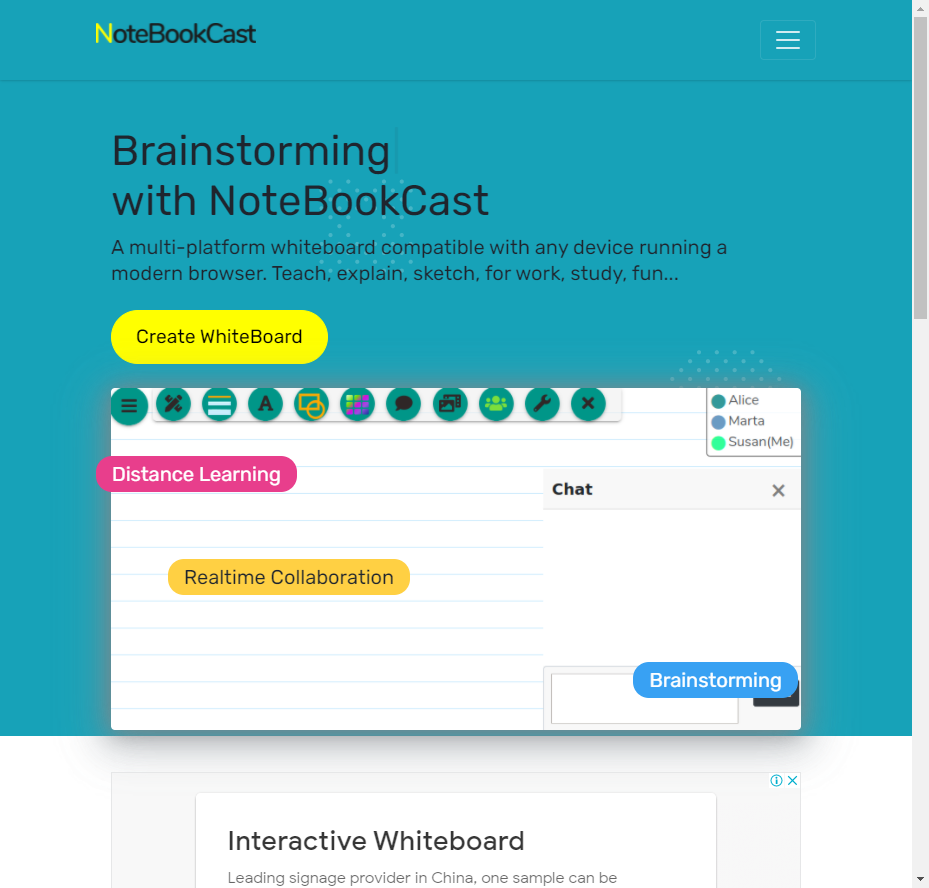 NoteBookCast
Brainstorming
with NoteBookCast
A multi-platform whiteboard compatible with any device running a
modern browser. Teach, explain, sketch, for work, study, fun...
Create WhiteBoard
A
Alice
Marta
Susan(Me)
Distance Learning
Chat
Realtime Collaboration
Brainstorming
Interactive Whiteboard
Leading signage provider in China, one sample can be